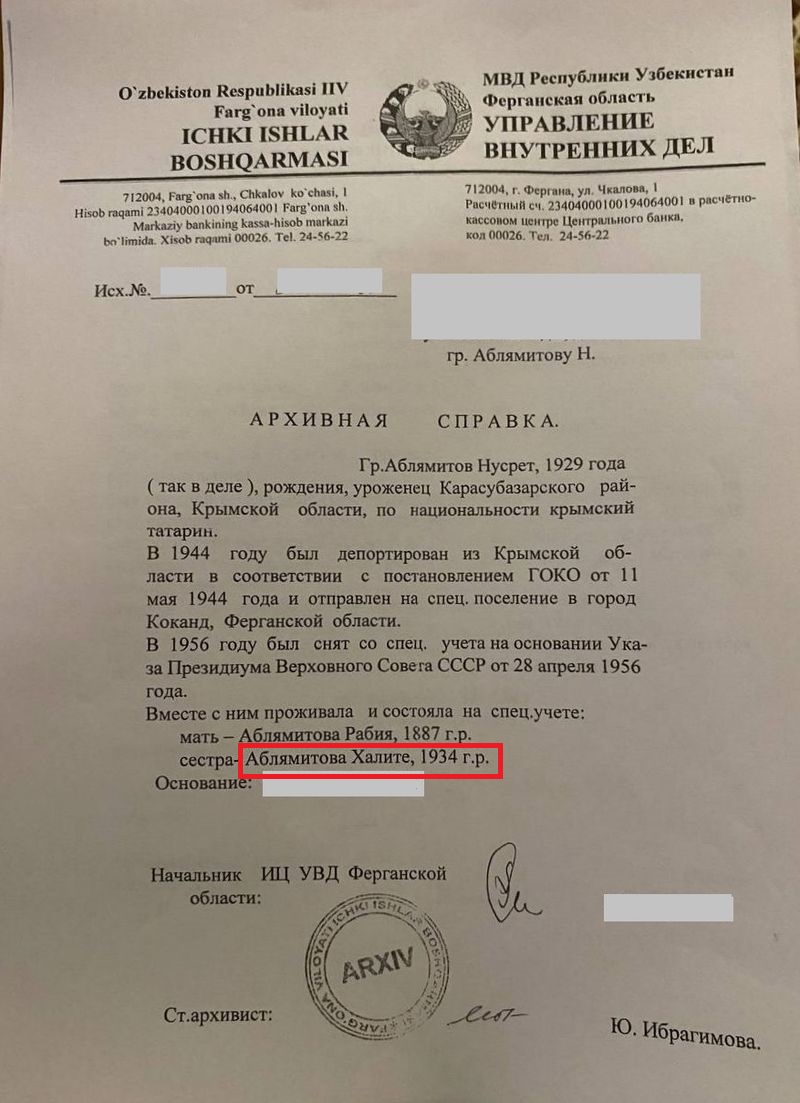 O`zbekiston Respublikasi IIV
Farg`ona viloyati
ICHKI ISHLAR
BOSHQARMASI
МВД Республики Узбекистан
Ферганская область
УПРАВЛЕНИЕ
ВНУТРЕННИХ ДЕЛ
712004, Farg`ona sh., Chkalov ko`chasi, 1
Hisob raqami 23404000100194064001 Farg`ona sh.
Markaziy bankining kassa-hisob markazi
bo`limida. Xisob raqami 00026. Tel. 24-56-22
712004, г. Фергана, ул. Чкалова, 1
Расчётный сч. 23404000100194064001 в расчётно-
кассовом центре Центрального банка,
код 00026. Тел. 24-56-22
Исх.№.________от____________
гр. Аблямитову Н.
АРХИВНАЯ СПРАВКА.
Гр.Аблямитов Нусрет, 1929 года
( так в деле ), рождения, уроженец Карасубазарского рай-
она, Крымской области, по национальности крымский
татарин.
В 1944 году был депортирован из Крымской об-
ласти в соответствии с постановлением ГОКО от 11
мая 1944 года и отправлен на спец. поселение в город
Коканд, Ферганской области.
В 1956 году был снят со спец. учета на основании Ука-
за Президиума Верховного Совета СССР от 28 апреля 1956
года.
Вместе с ним проживала и состояла на спец.учете:
мать – Аблямитова Рабия, 1887 г.р.
сестра- Аблямитова Халите, 1934 г.р.
Основание:
Начальник ИЦ УВД Ферганской
области:
FARG'ONA VILOYATI ICHKI ISHLAR BOSHQARMASI
ARXIV
Ст.архивист:
Ю. Ибрагимова.